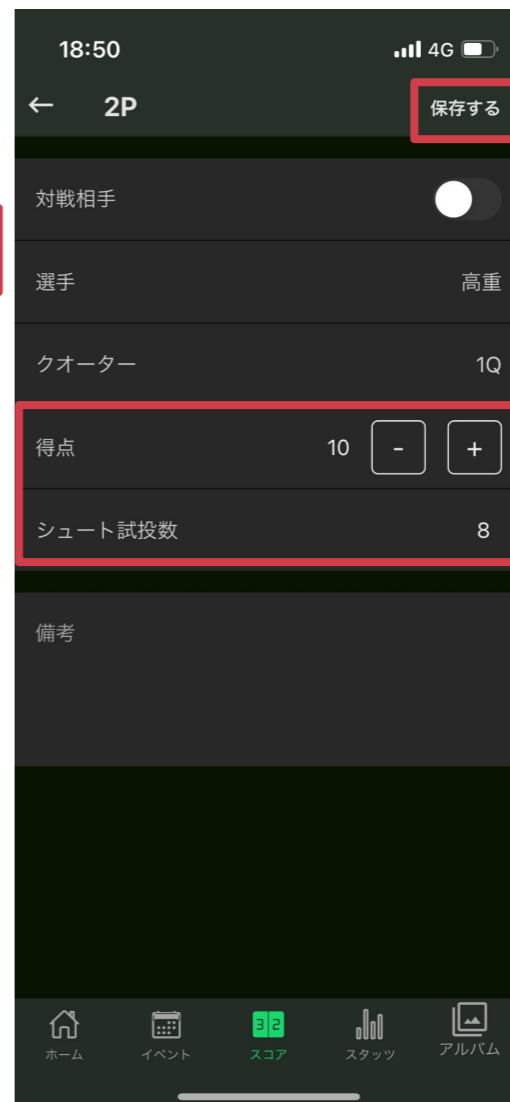 18:50 4G
← 2P 保存する
対戦相手
選手 高重
クオーター 1Q
得点 10 - +
シュート試投数 8
備考
32
ホーム イベント スコア スタッツ アルバム